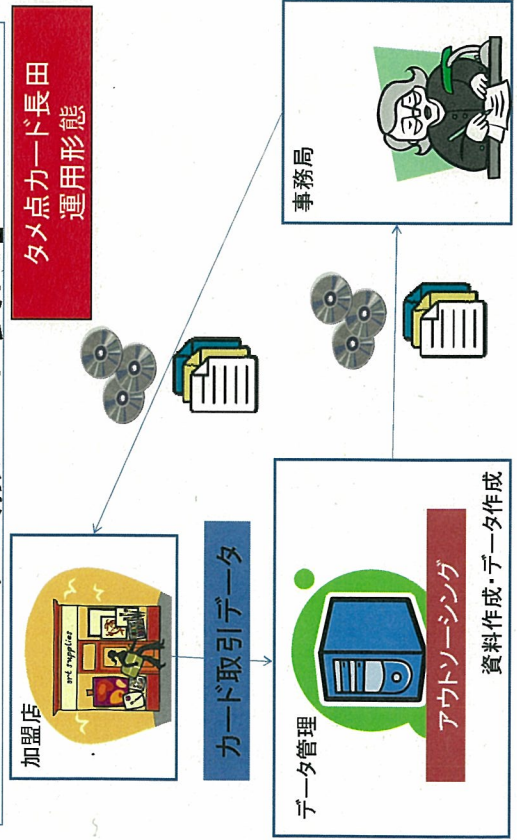 タメ点カード長田
運用形態
加盟店
art supplies
カード取引データ
データ管理
アウトソーシング
資料作成・データ作成
事務局